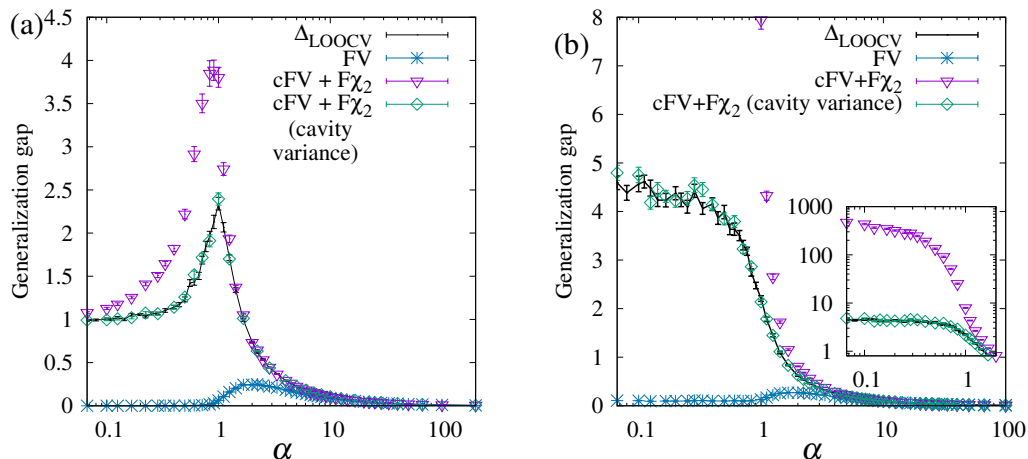 (a)
Generalization gap
4.5
4
3.5
3
2.5
2
1.5
1
0.5
0
0.1 1 10 100
α
Δ_LOOCV
FV
cFV + Fχ₂
cFV + Fχ₂
(cavity
variance)
(b)
Generalization gap
8
7
6
5
4
3
2
1
0
0.1 1 10 100
α
Δ_LOOCV
FV
cFV+Fχ₂
cFV+Fχ₂ (cavity variance)
1000
100
10
1
0.1 1